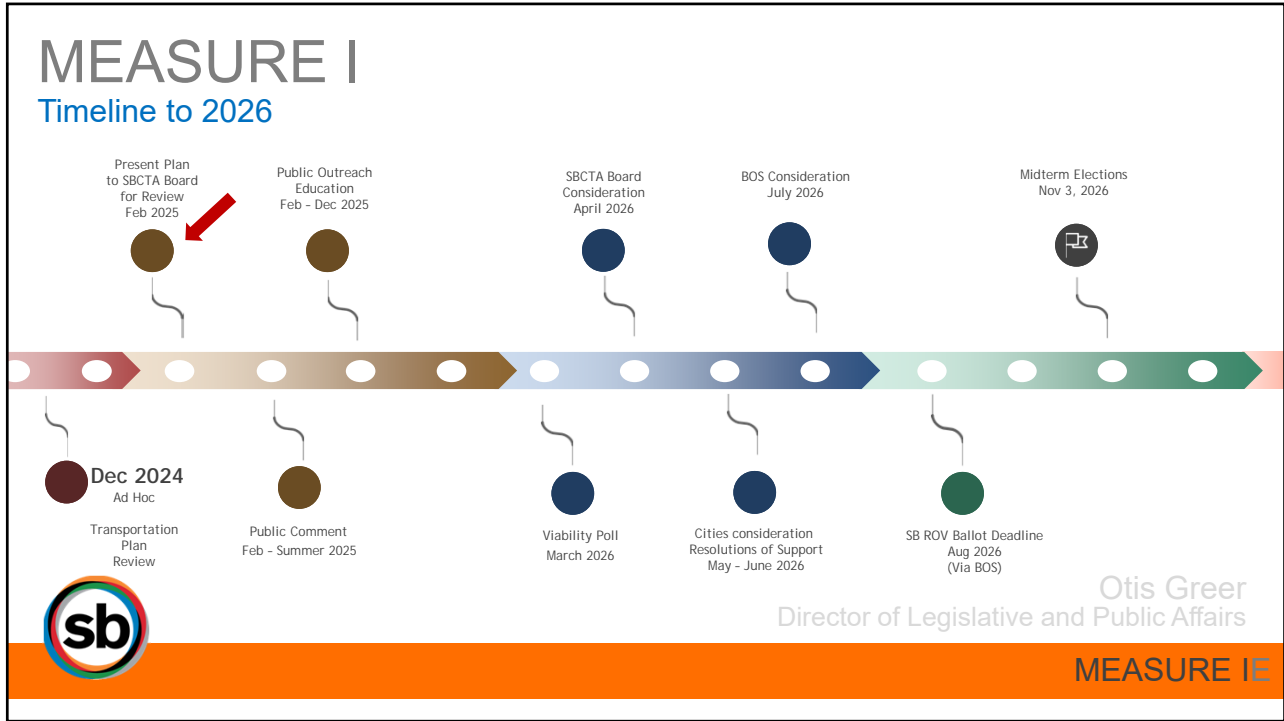 MEASURE I
Timeline to 2026
Present Plan
to SBCTA Board
for Review
Feb 2025
Public Outreach
Education
Feb – Dec 2025
SBCTA Board
Consideration
April 2026
BOS Consideration
July 2026
Midterm Elections
Nov 3, 2026
Dec 2024
Ad Hoc
Transportation
Plan
Review
Public Comment
Feb – Summer 2025
Viability Poll
March 2026
Cities consideration
Resolutions of Support
May – June 2026
SB ROV Ballot Deadline
Aug 2026
(Via BOS)
Otis Greer
Director of Legislative and Public Affairs
sb
MEASURE IE